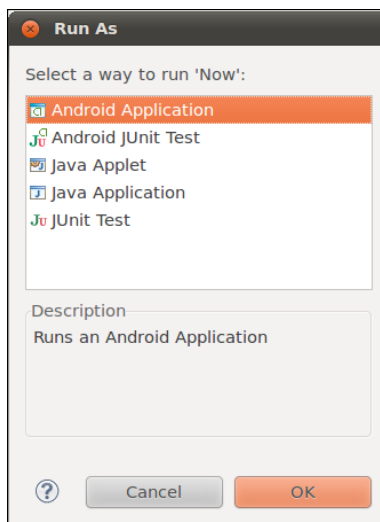 Run As
Select a way to run 'Now':
Android Application
Android JUnit Test
Java Applet
Java Application
JUnit Test
Description
Runs an Android Application
Cancel
OK